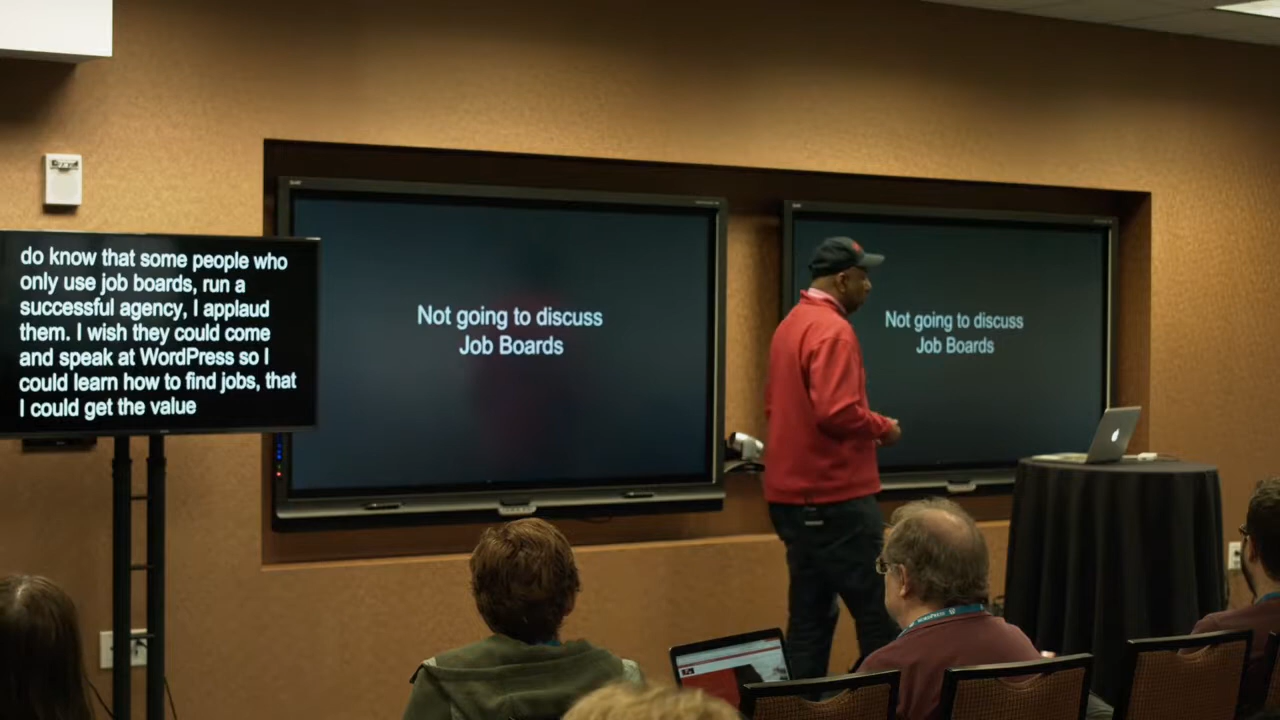 do know that some people who
only use job boards, run a
successful agency, I applaud
them. I wish they could come
and speak at WordPress so I
could learn how to find jobs, that
I could get the value
Not going to discuss
Job Boards
Not going to discuss
Job Boards